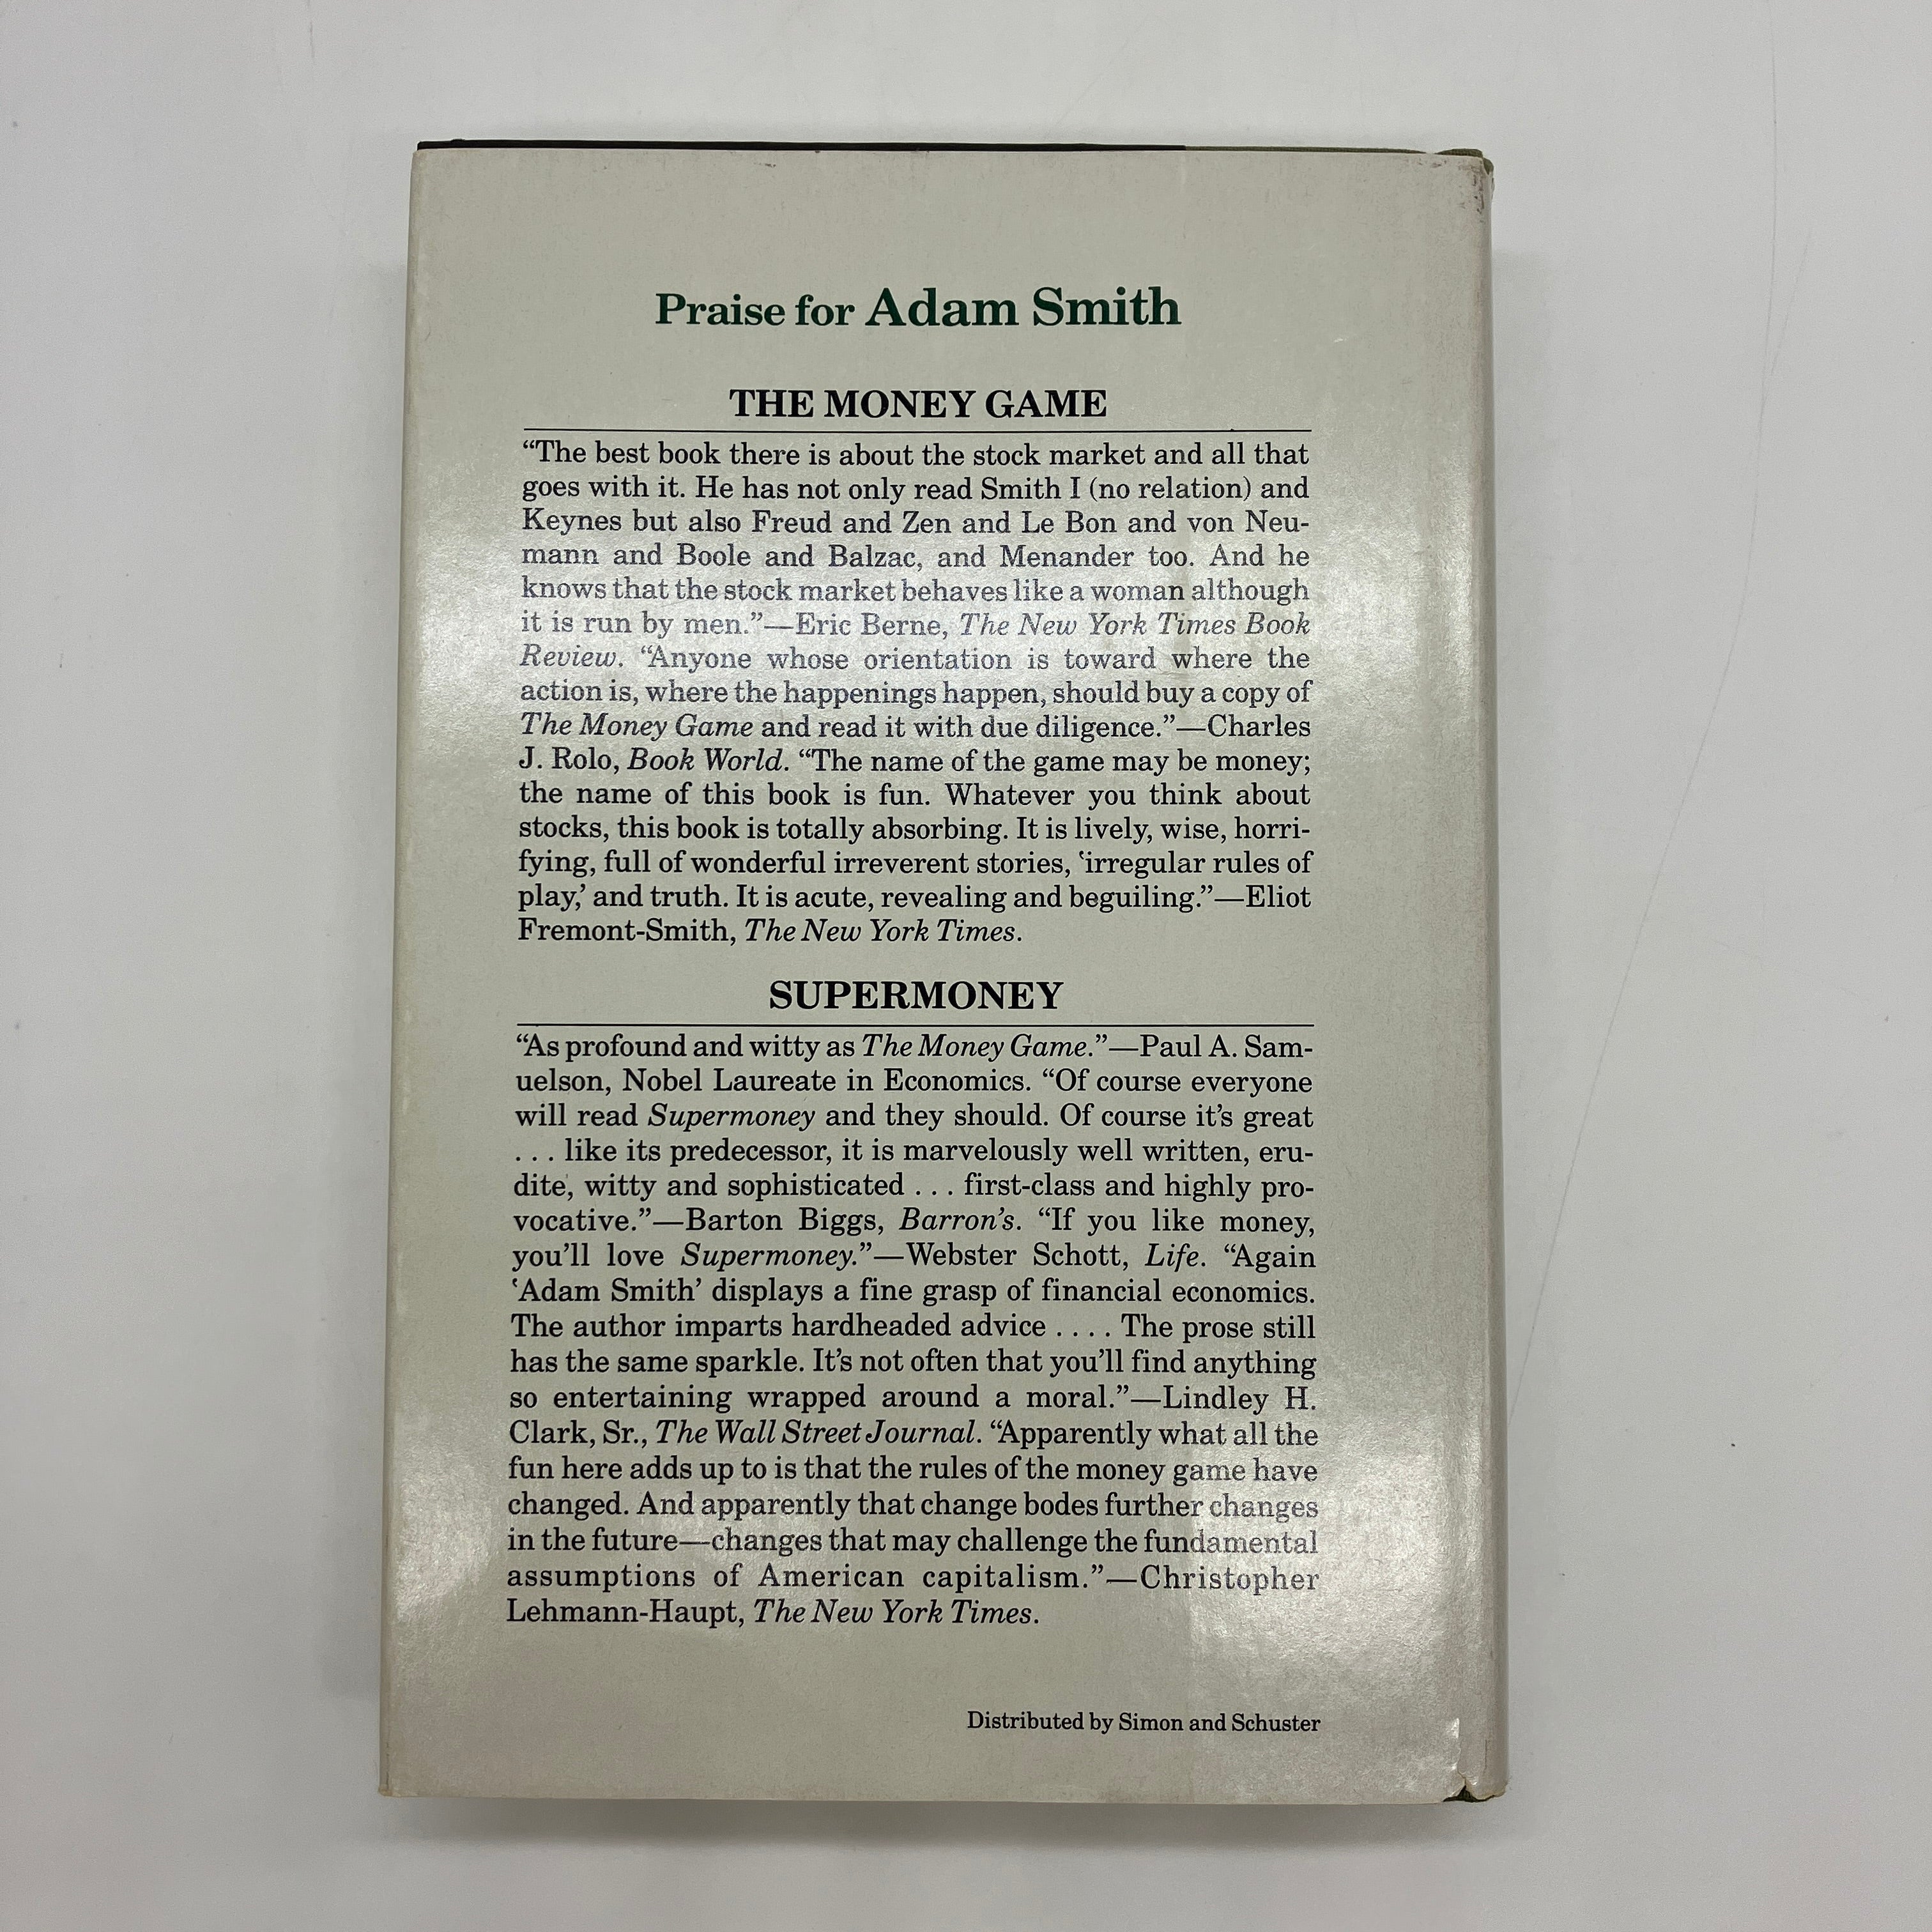 Praise for Adam Smith
THE MONEY GAME
“The best book there is about the stock market and all that
goes with it. He has not only read Smith I (no relation) and
Keynes but also Freud and Zen and Le Bon and von Neu-
mann and Boole and Balzac, and Menander too. And he
knows that the stock market behaves like a woman although
it is run by men.”—Eric Berne, The New York Times Book
Review. “Anyone whose orientation is toward where the
action is, where the happenings happen, should buy a copy of
The Money Game and read it with due diligence.”—Charles
J. Rolo, Book World. “The name of the game may be money;
the name of this book is fun. Whatever you think about
stocks, this book is totally absorbing. It is lively, wise, horri-
fying, full of wonderful irreverent stories, ‘irregular rules of
play,’ and truth. It is acute, revealing and beguiling.”—Eliot
Fremont-Smith, The New York Times.
SUPERMONEY
“As profound and witty as The Money Game.”—Paul A. Sam-
uelson, Nobel Laureate in Economics. “Of course everyone
will read Supermoney and they should. Of course it’s great
. . . like its predecessor, it is marvelously well written, eru-
dite, witty and sophisticated . . . first-class and highly pro-
vocative.”—Barton Biggs, Barron’s. “If you like money,
you’ll love Supermoney.”—Webster Schott, Life. “Again
‘Adam Smith’ displays a fine grasp of financial economics.
The author imparts hardheaded advice . . . . The prose still
has the same sparkle. It’s not often that you’ll find anything
so entertaining wrapped around a moral.”—Lindley H.
Clark, Sr., The Wall Street Journal. “Apparently what all the
fun here adds up to is that the rules of the money game have
changed. And apparently that change bodes further changes
in the future—changes that may challenge the fundamental
assumptions of American capitalism.”—Christopher
Lehmann-Haupt, The New York Times.
Distributed by Simon and Schuster